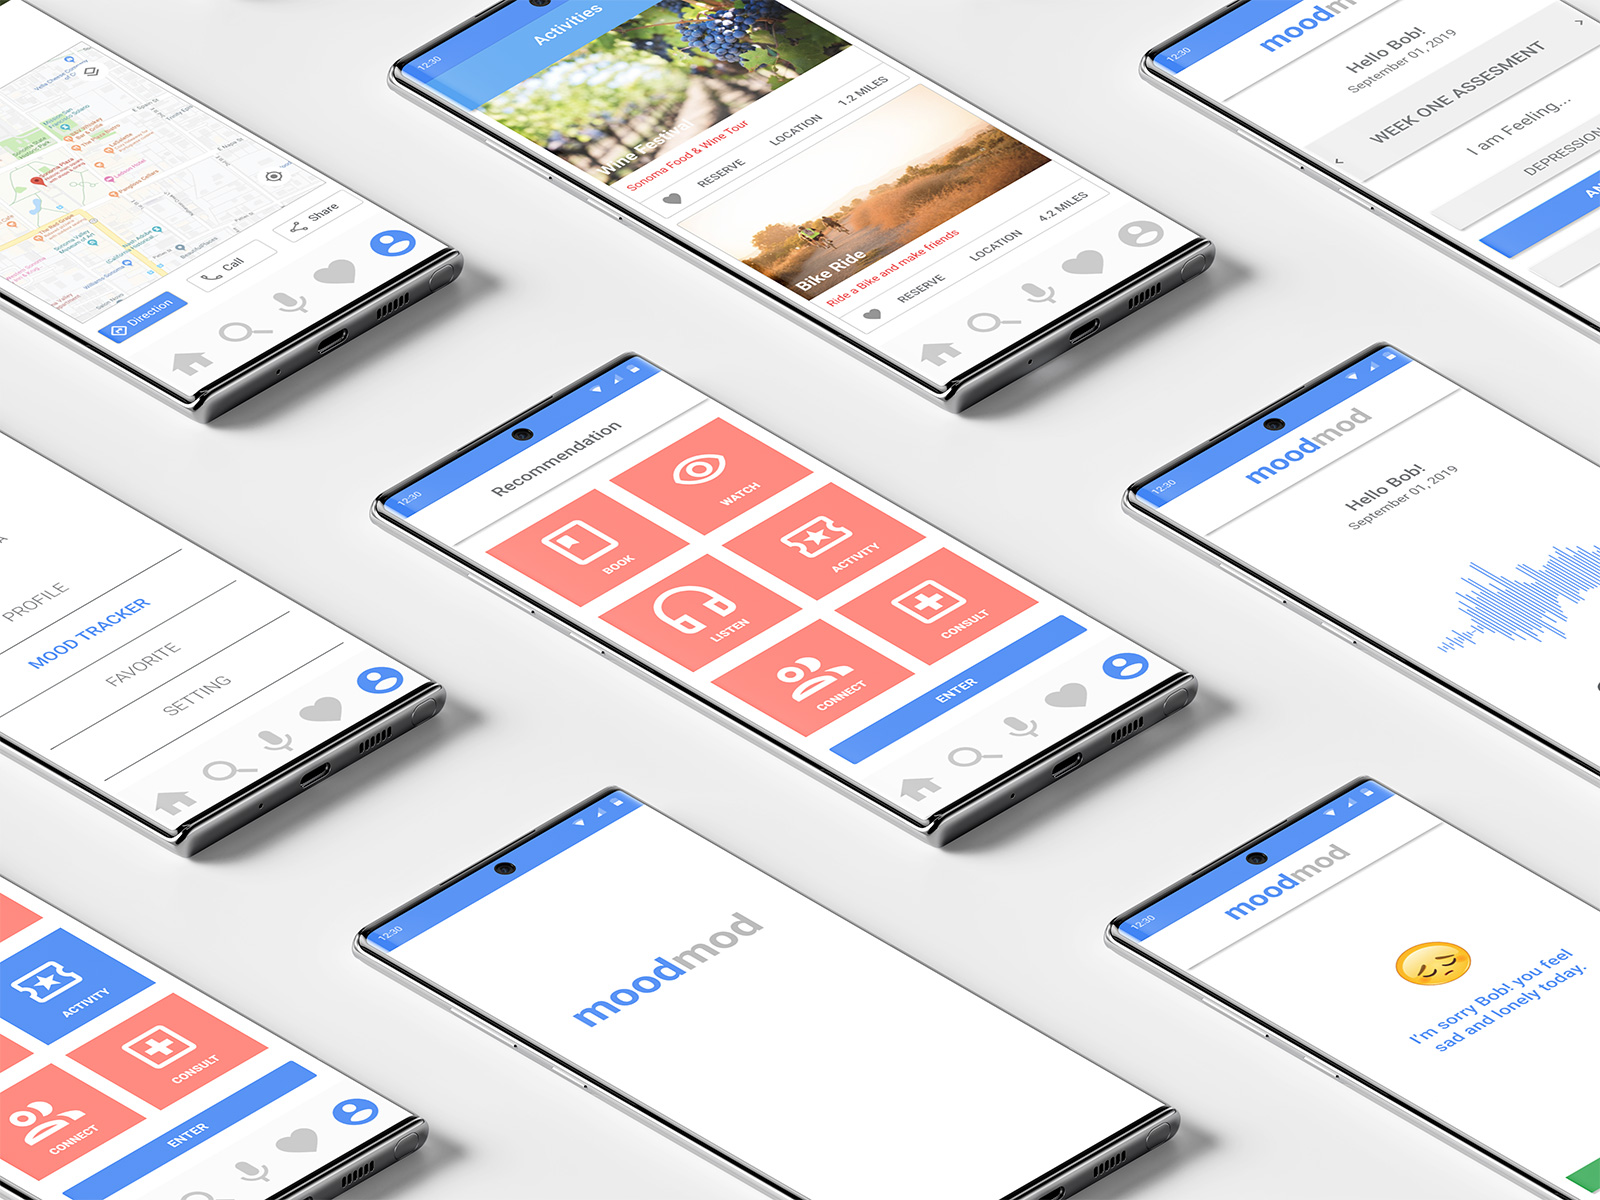 Direction
Call
Share
12:30
Activities
Wine Festival
Sonoma Food & Wine Tour
RESERVE
LOCATION
1.2 MILES
Bike Ride
Ride a Bike and make friends
RESERVE
LOCATION
4.2 MILES
12:30
moodm
Hello Bob!
September 01, 2019
WEEK ONE ASSESMENT
I am Feeling...
DEPRESSION
AN
PROFILE
MOOD TRACKER
FAVORITE
SETTING
12:30
Recommendation
BOOK
WATCH
LISTEN
ACTIVITY
CONNECT
CONSULT
ENTER
12:30
moodmod
Hello Bob!
September 01, 2019
ACTIVITY
CONNECT
CONSULT
ENTER
12:30
moodmod
12:30
moodmod
I'm sorry Bob! you feel
sad and lonely today.